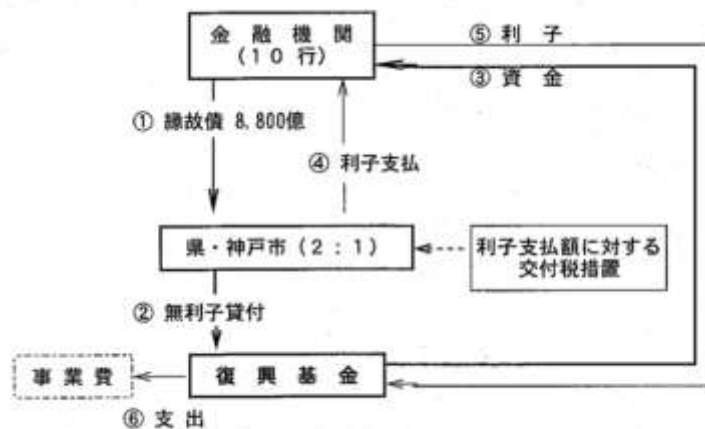 金融機関
(10行)
⑤ 利子
③ 資金
① 縁故債 8,800億
④ 利子支払
県・神戸市(2:1)
利子支払額に対する
交付税措置
② 無利子貸付
事業費
復興基金
⑥ 支出